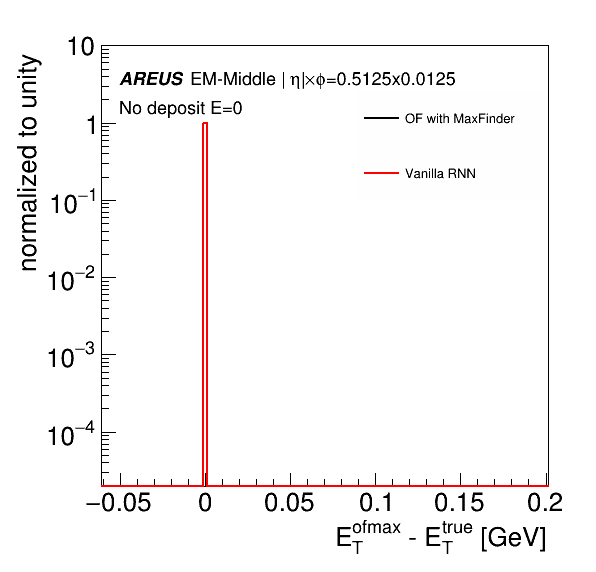 normalized to unity
10
1
10−1
10−2
10−3
10−4
AREUS EM-Middle | η|×ϕ=0.5125x0.0125
No deposit E=0
OF with MaxFinder
Vanilla RNN
−0.05 0 0.05 0.1 0.15 0.2
E_T^ofmax - E_T^true [GeV]